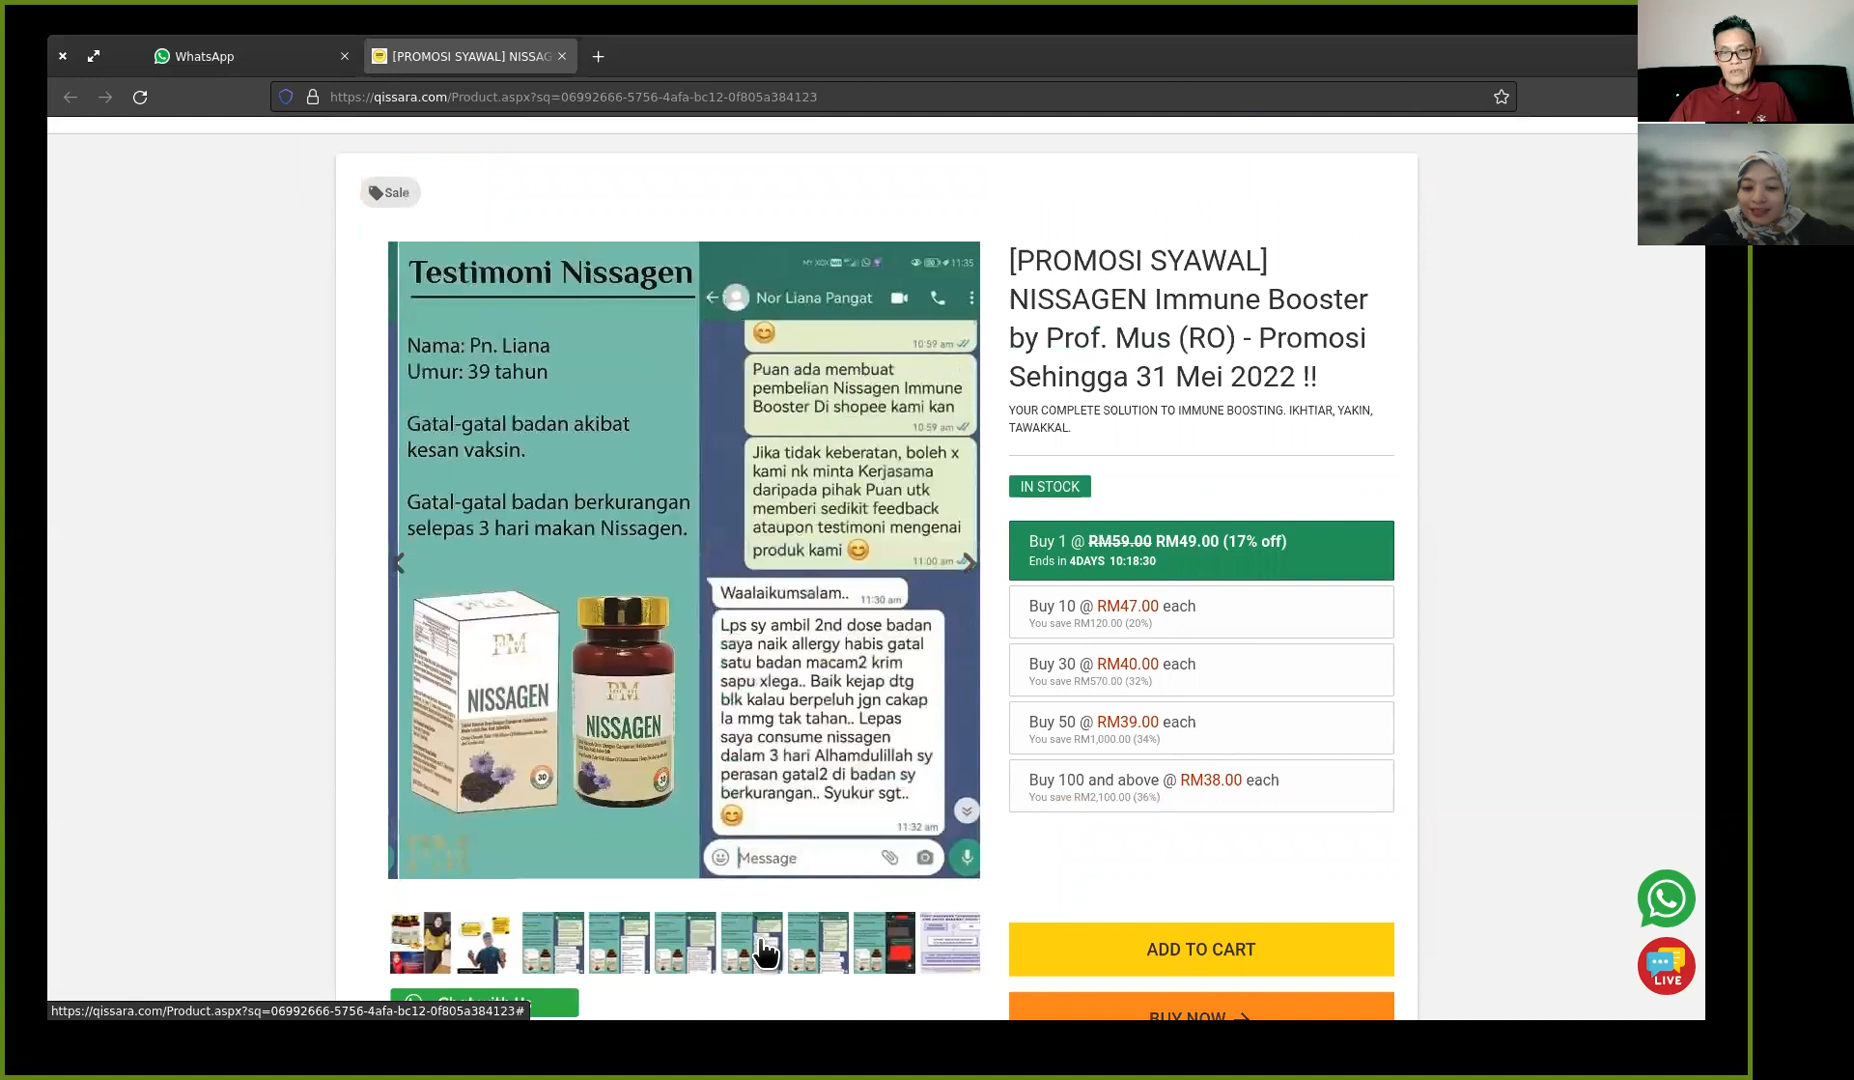 WhatsApp
[PROMOSI SYAWAL] NISSAG
https://qissara.com/Product.aspx?sq=06992666-5756-4afa-bc12-0f805a384123
Sale
Testimoni Nissagen
Nama: Pn. Liana
Umur: 39 tahun
Gatal-gatal badan akibat
kesan vaksin.
Gatal-gatal badan berkurangan
selepas 3 hari makan Nissagen.
PM
NISSAGEN
30
PM
NISSAGEN
30
PM
11:35
Nor Liana Pangat
10:59 am
Puan ada membuat
pembelian Nissagen Immune
Booster Di shopee kami kan
10:59 am
Jika tidak keberatan, boleh x
kami nk minta Kerjasama
daripada pihak Puan utk
memberi sedikit feedback
ataupon testimoni mengenai
produk kami 😊
11:00 am
Waalaikumsalam..
11:30 am
Lps sy ambil 2nd dose badan
saya naik allergy habis gatal
satu badan macam2 krim
sapu xlega.. Baik kejap dtg
blk kalau berpeluh jgn cakap
la mmg tak tahan.. Lepas
saya consume nissagen
dalam 3 hari Alhamdulillah sy
perasan gatal2 di badan sy
berkurangan.. Syukur sgt..
😊
11:32 am
Message
[PROMOSI SYAWAL]
NISSAGEN Immune Booster
by Prof. Mus (RO) - Promosi
Sehingga 31 Mei 2022 !!
YOUR COMPLETE SOLUTION TO IMMUNE BOOSTING. IKHTIAR, YAKIN,
TAWAKKAL.
IN STOCK
Buy 1 @ RM59.00 RM49.00 (17% off)
Ends in 4DAYS 10:18:30
Buy 10 @ RM47.00 each
You save RM120.00 (20%)
Buy 30 @ RM40.00 each
You save RM570.00 (32%)
Buy 50 @ RM39.00 each
You save RM1,000.00 (34%)
Buy 100 and above @ RM38.00 each
You save RM2,100.00 (36%)
ADD TO CART
BUY NOW →
LIVE
Chat with Us
https://qissara.com/Product.aspx?sq=06992666-5756-4afa-bc12-0f805a384123#